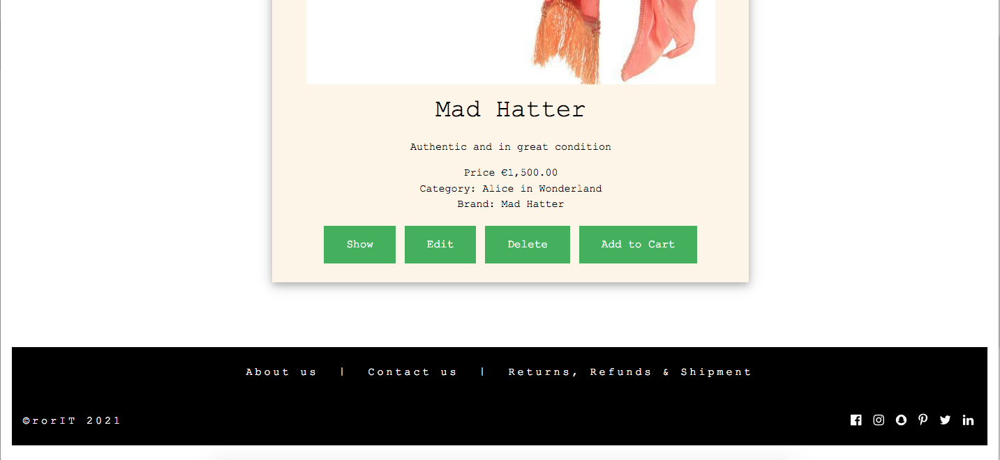 Mad Hatter
Authentic and in great condition
Price €1,500.00
Category: Alice in Wonderland
Brand: Mad Hatter
Show Edit Delete Add to Cart
About us | Contact us | Returns, Refunds & Shipment
©rorIT 2021